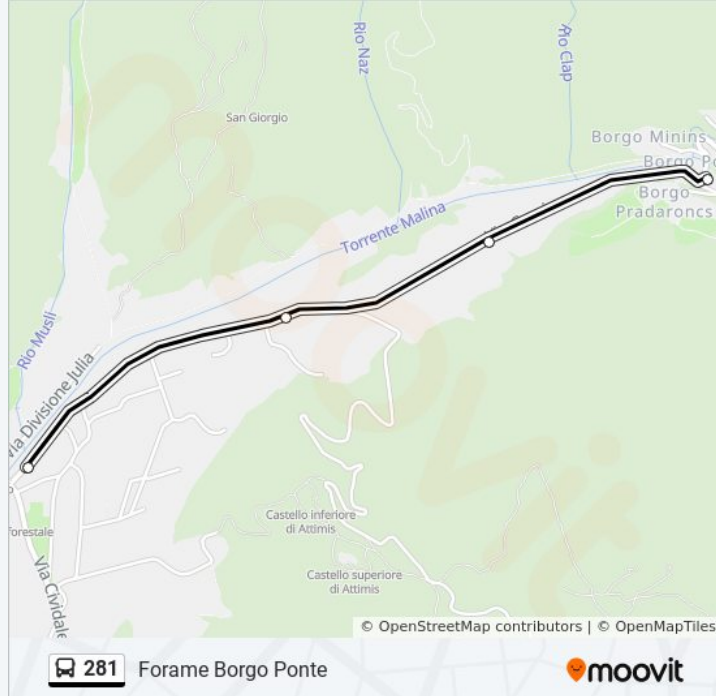 Rio Naz
Rio Clap
San Giorgio
Borgo Minins
Borgo Po
Borgo
Pradaroncs
Torrente Malina
Rio Musli
Via Divisione Julia
Castello inferiore
di Attimis
forestale
Castello superiore
di Attimis
Via Cividale
© OpenStreetMap contributors | © OpenMapTiles
281 Forame Borgo Ponte
moovit